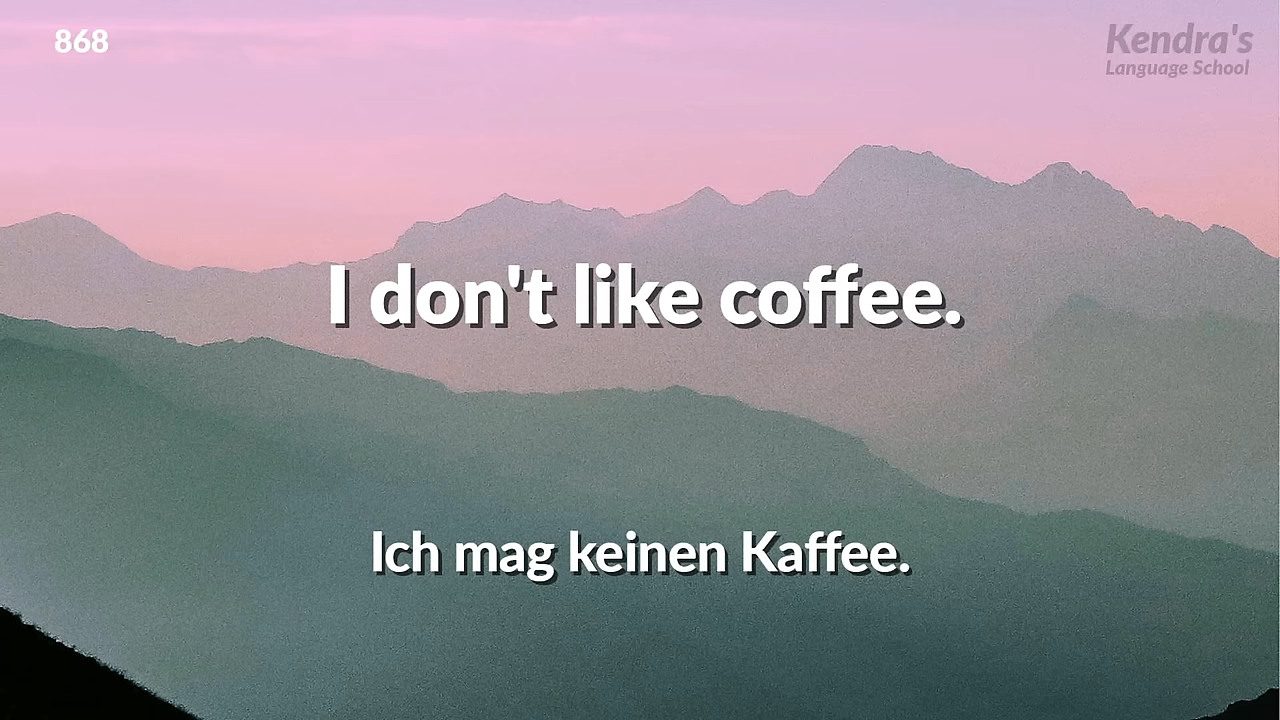 868
Kendra's
Language School
I don't like coffee.
Ich mag keinen Kaffee.